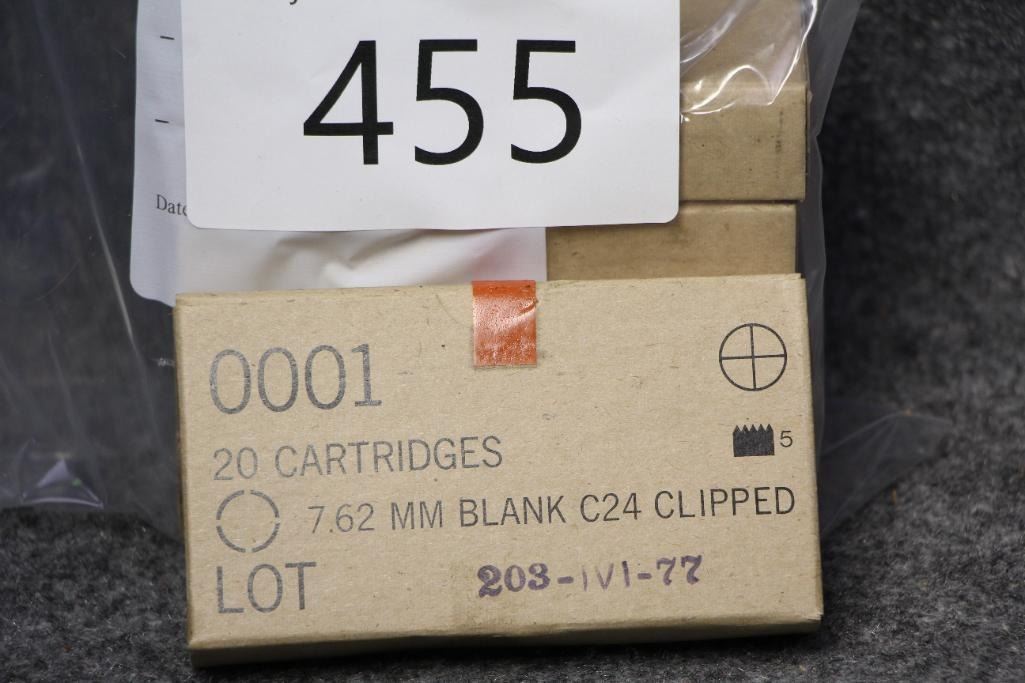 455
Date
0001
20 CARTRIDGES
5
7.62 MM BLANK C24 CLIPPED
LOT 203-IVI-77